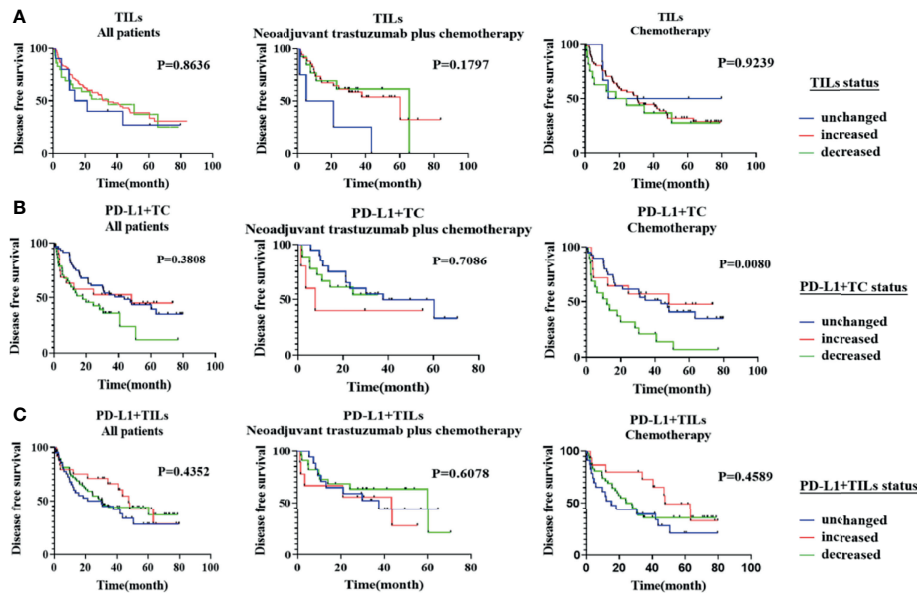 A
TILs
All patients
P=0.8636
Disease free survival
100
50
0 20 40 60 80 100
Time(month)
TILs
Neoadjuvant trastuzumab plus chemotherapy
P=0.1797
Disease free survival
100
50
0
0 20 40 60 80 100
Time(month)
TILs
Chemotherapy
P=0.9239
Disease free survival
100
50
0
0 20 40 60 80 100
Time(month)
TILs status
unchanged
increased
decreased
B
PD-L1+TC
All patients
P=0.3808
Disease free survival
100
50
0 20 40 60 80 100
Time(month)
PD-L1+TC
Neoadjuvant trastuzumab plus chemotherapy
P=0.7086
Disease free survival
100
50
0
0 20 40 60 80
Time(month)
PD-L1+TC
Chemotherapy
P=0.0080
Disease free survival
100
50
0
0 20 40 60 80 100
Time(month)
PD-L1+TC status
unchanged
increased
decreased
C
PD-L1+TILs
All patients
P=0.4352
Disease free survival
100
50
0
0 20 40 60 80 100
Time(month)
PD-L1+TILs
Neoadjuvant trastuzumab plus chemotherapy
P=0.6078
Disease free survival
100
50
0
0 20 40 60 80
Time(month)
PD-L1+TILs
Chemotherapy
P=0.4589
Disease free survival
100
50
0
0 20 40 60 80 100
Time(month)
PD-L1+TILs status
unchanged
increased
decreased